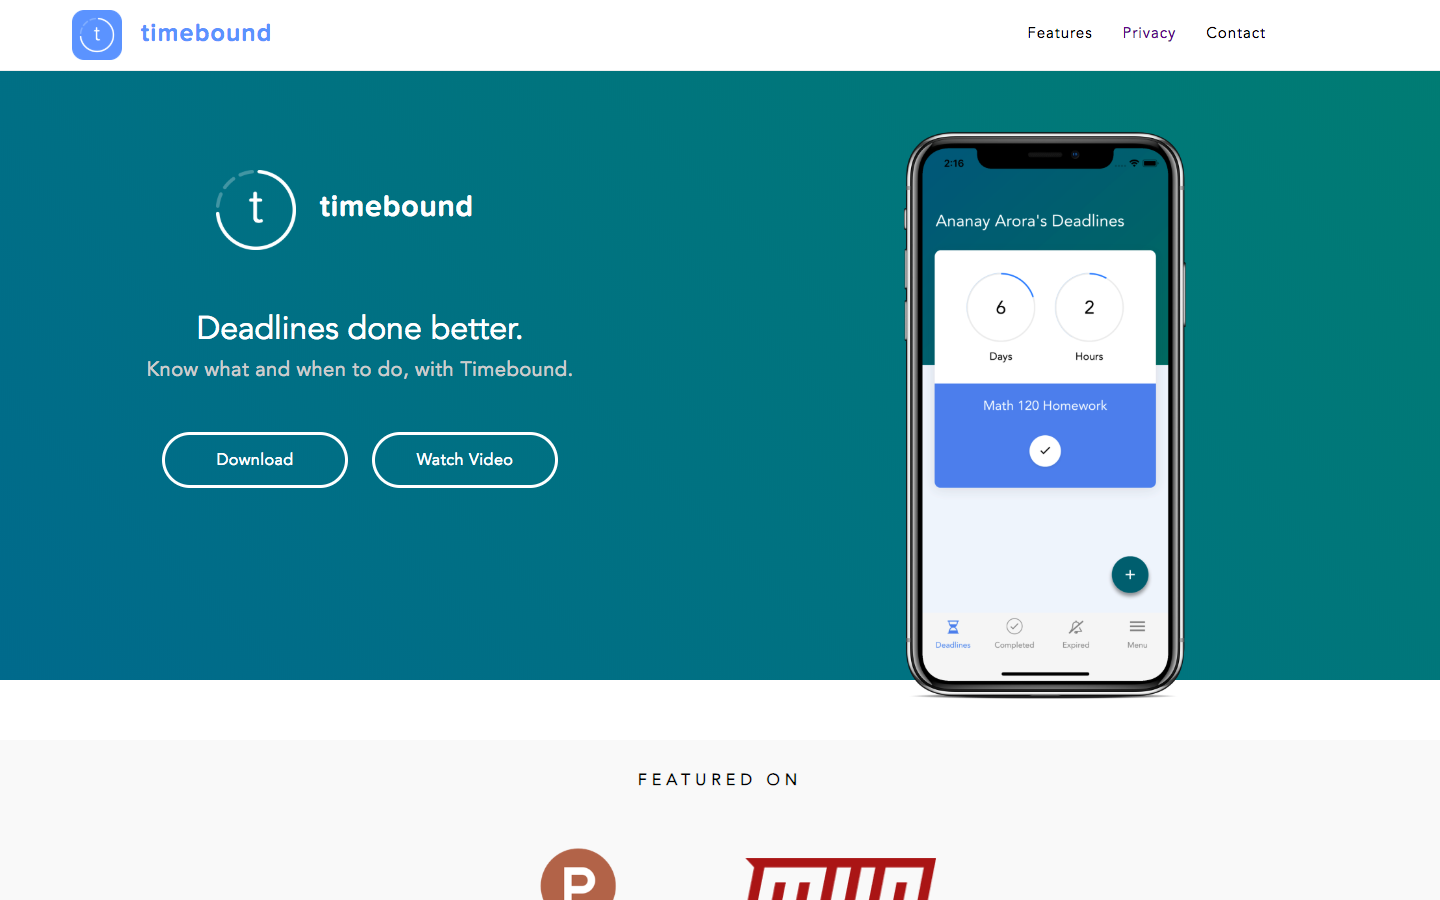 t timebound
Features Privacy Contact
t timebound
Deadlines done better.
Know what and when to do, with Timebound.
Download Watch Video
2:16
Ananay Arora's Deadlines
6 2
Days Hours
Math 120 Homework
Deadlines Completed Expired Menu
FEATURED ON
P